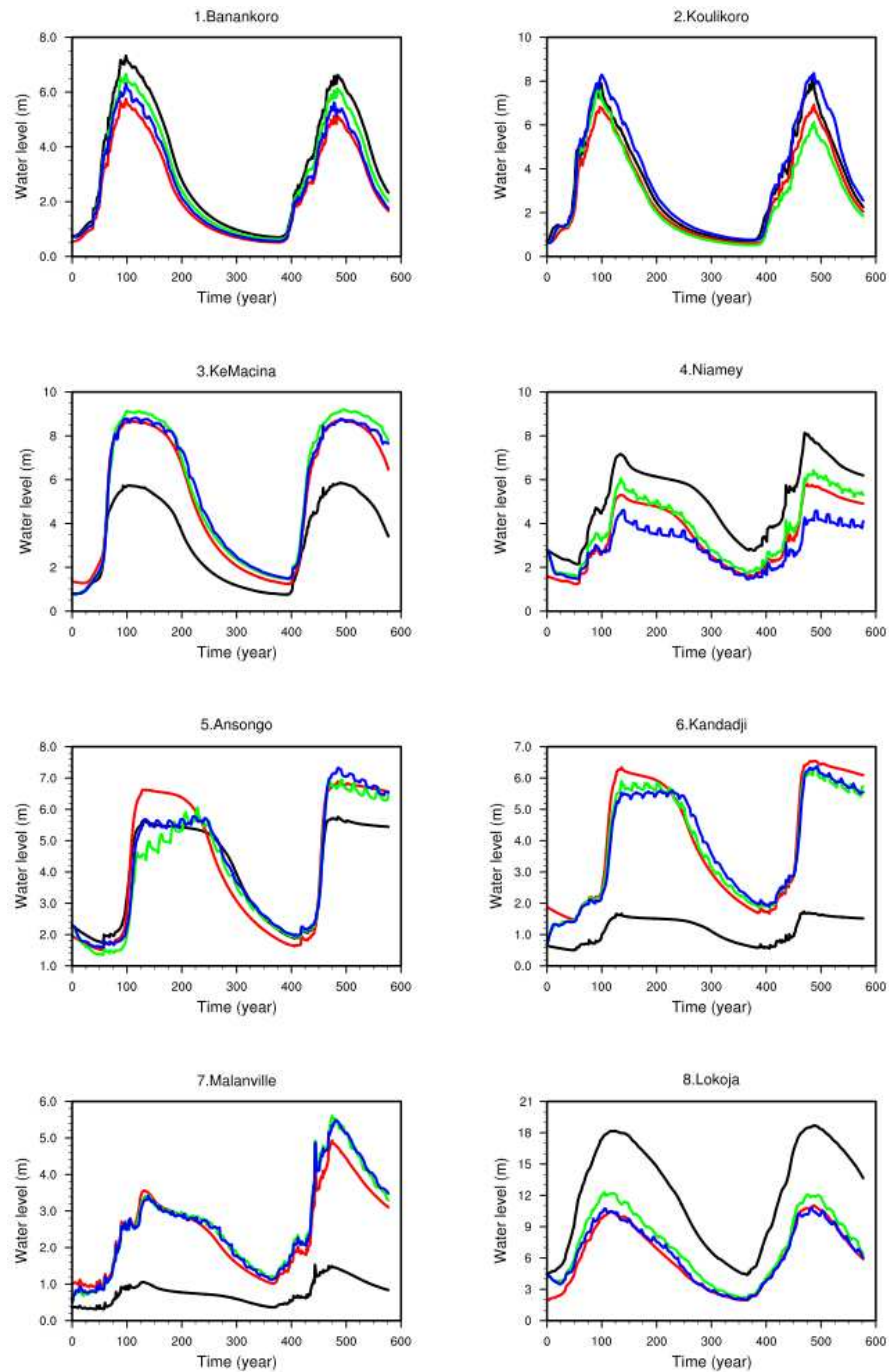 1.Banankoro
8.0
6.0
4.0
2.0
0.0
Water level (m)
0 100 200 300 400 500 600
Time (year)
2.Koulikoro
10
8
6
4
2
0
Water level (m)
0 100 200 300 400 500 600
Time (year)
3.KeMacina
10
8
6
4
2
0
Water level (m)
0 100 200 300 400 500 600
Time (year)
4.Niamey
10
8
6
4
2
0
Water level (m)
0 100 200 300 400 500 600
Time (year)
5.Ansongo
8.0
7.0
6.0
5.0
4.0
3.0
2.0
1.0
Water level (m)
0 100 200 300 400 500 600
Time (year)
6.Kandadji
7.0
6.0
5.0
4.0
3.0
2.0
1.0
0.0
Water level (m)
0 100 200 300 400 500 600
Time (year)
7.Malanville
6.0
5.0
4.0
3.0
2.0
1.0
0.0
Water level (m)
0 100 200 300 400 500 600
Time (year)
8.Lokoja
21
18
15
12
9
6
3
0
Water level (m)
0 100 200 300 400 500 600
Time (year)